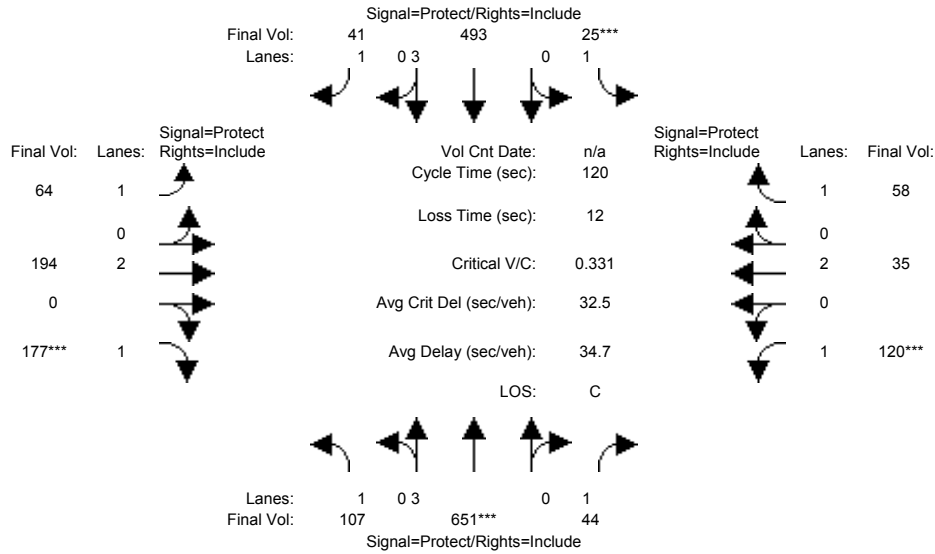 Signal=Protect/Rights=Include
Final Vol: 41 493 25***
Lanes: 1 0 3 0 1
Signal=Protect Signal=Protect
Final Vol: Lanes: Rights=Include Vol Cnt Date: n/a Rights=Include Lanes: Final Vol:
Cycle Time (sec): 120
64 1 1 58
Loss Time (sec): 12
0 0
194 2 Critical V/C: 0.331 2 35
0 0 Avg Crit Del (sec/veh): 32.5 0
177*** 1 Avg Delay (sec/veh): 34.7 1 120***
LOS: C
Lanes: 1 0 3 0 1
Final Vol: 107 651*** 44
Signal=Protect/Rights=Include